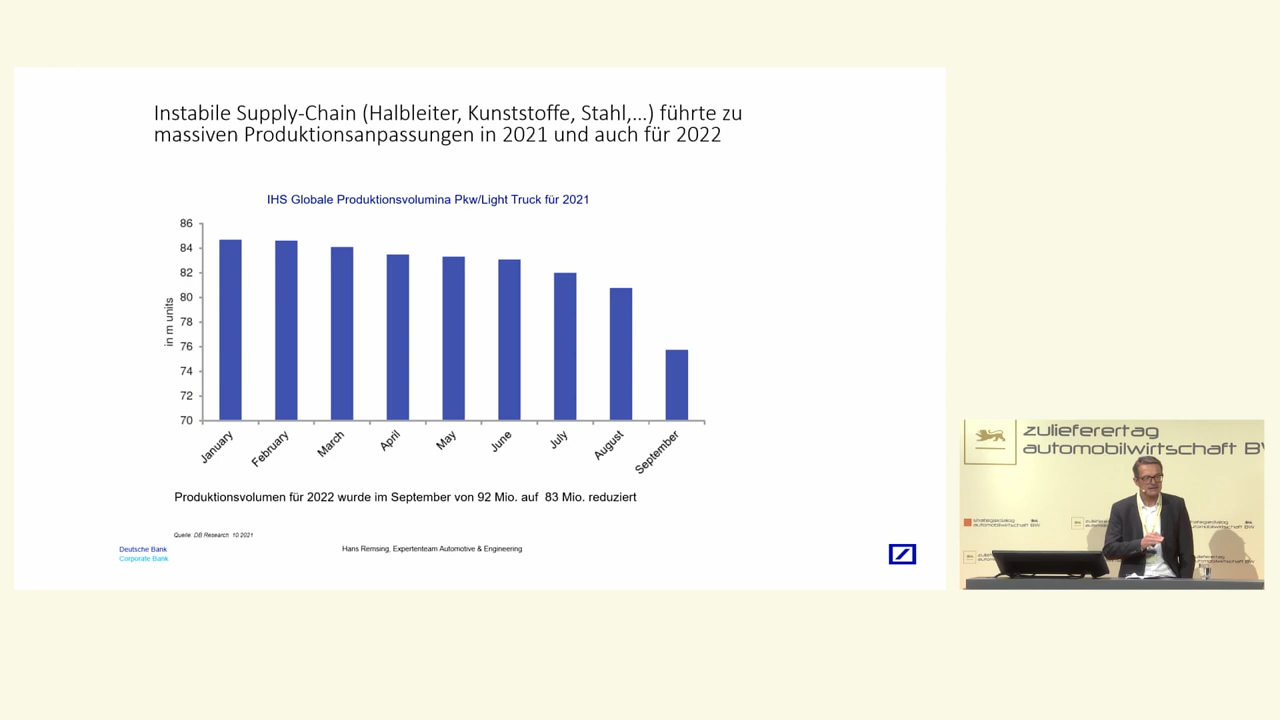 Instabile Supply-Chain (Halbleiter, Kunststoffe, Stahl,...) führte zu
massiven Produktionsanpassungen in 2021 und auch für 2022
IHS Globale Produktionsvolumina Pkw/Light Truck für 2021
in m units
86
84
82
80
78
76
74
72
70
January
February
March
April
May
June
July
August
September
Produktionsvolumen für 2022 wurde im September von 92 Mio. auf 83 Mio. reduziert
Quelle: DB Research 10 2021
Deutsche Bank
Corporate Bank
Hans Remsing, Expertenteam Automotive & Engineering
zulieferertag
automobilwirtschaft BW